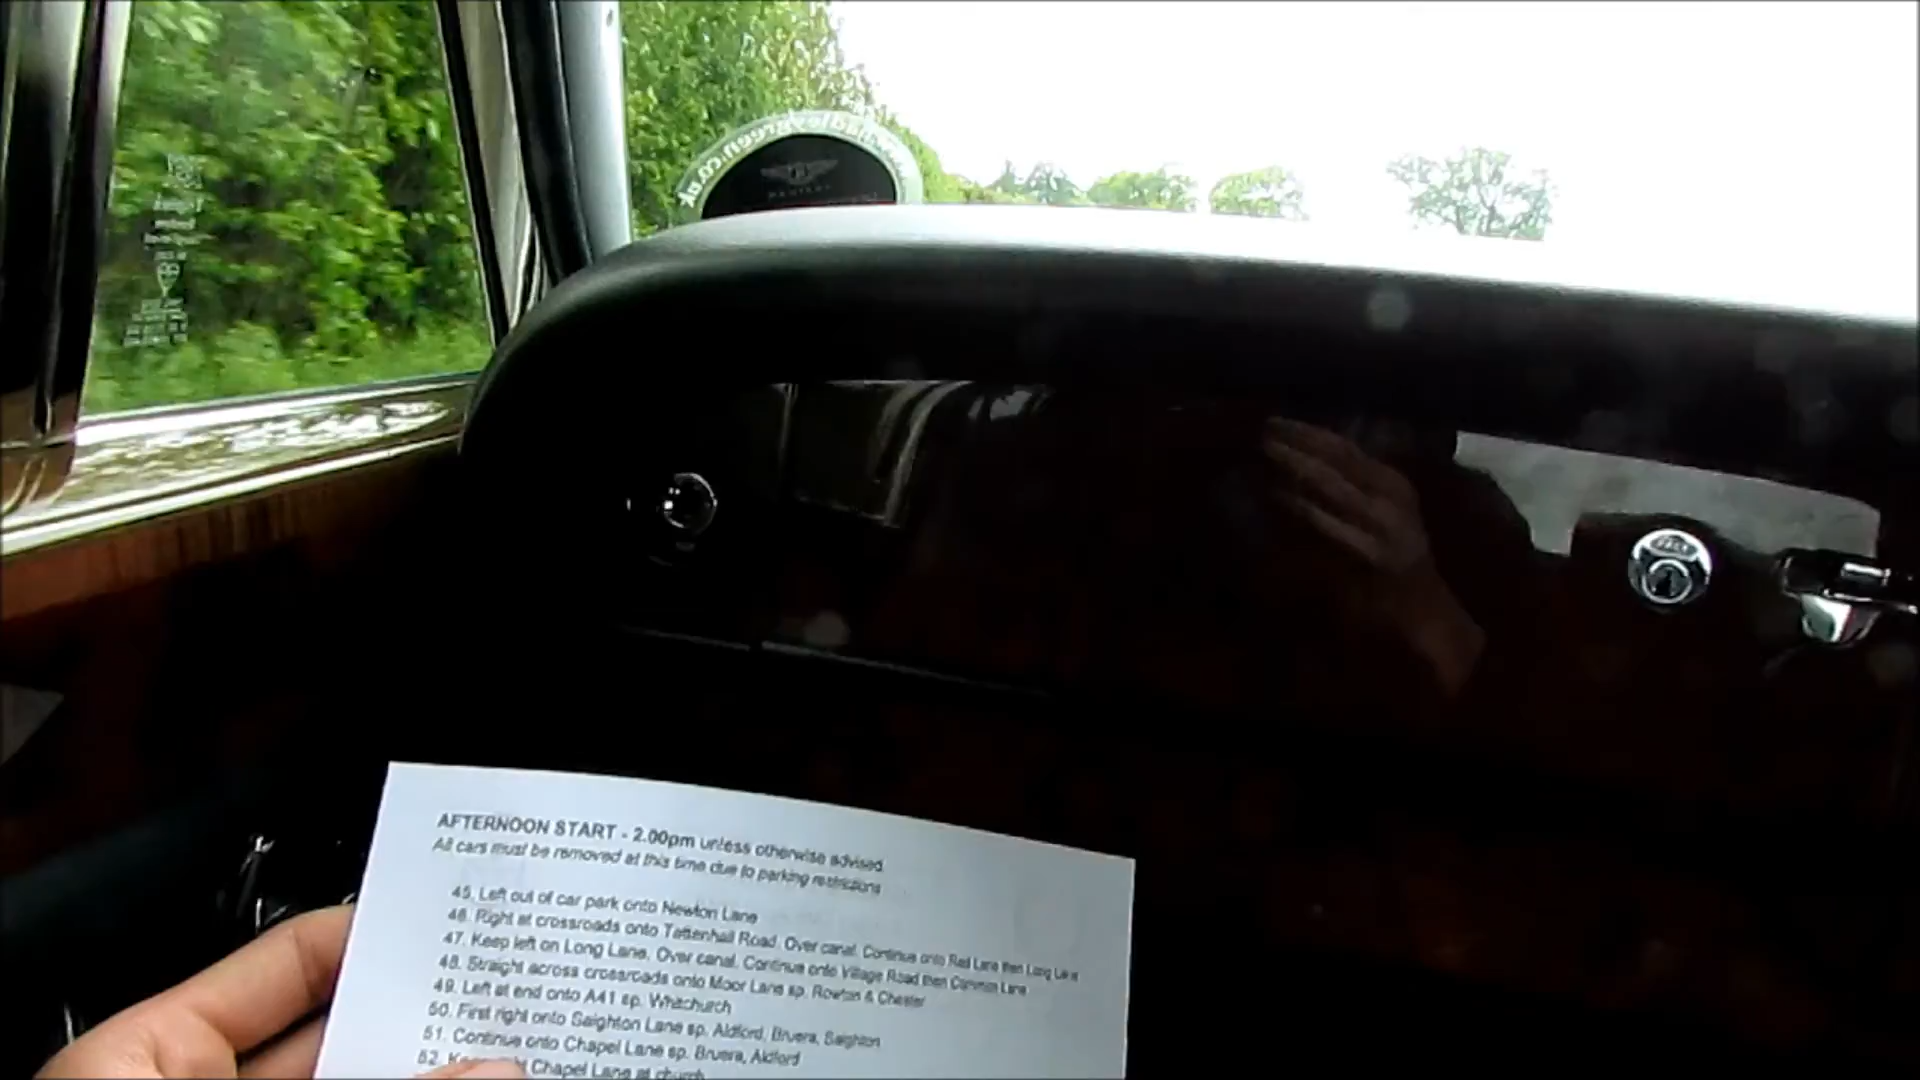 BENTLEY
PULL
AFTERNOON START - 2.00pm unless otherwise advised
All cars must be removed at this time due to parking restrictions
45. Left out of car park onto Newton Lane
46. Right at crossroads onto Tattenhall Road. Over canal. Continue onto Red Lane then Long Lane
47. Keep left on Long Lane. Over canal. Continue onto Village Road then Common Lane
48. Straight across crossroads onto Moor Lane sp. Rowton & Chester
49. Left at end onto A41 sp. Whitchurch
50. First right onto Saighton Lane sp. Aldford, Bruera, Saighton
51. Continue onto Chapel Lane sp. Bruera, Aldford
52. Chapel Lane at church